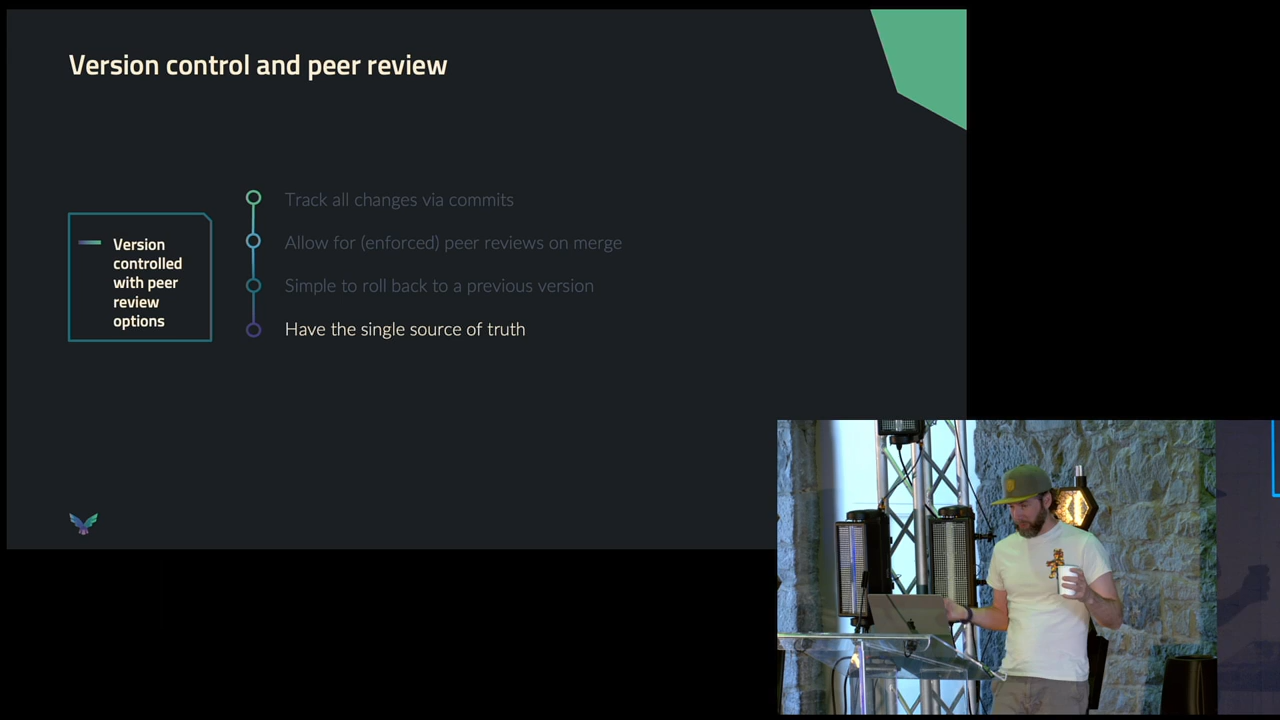 Version control and peer review
Version
controlled
with peer
review
options
Track all changes via commits
Allow for (enforced) peer reviews on merge
Simple to roll back to a previous version
Have the single source of truth